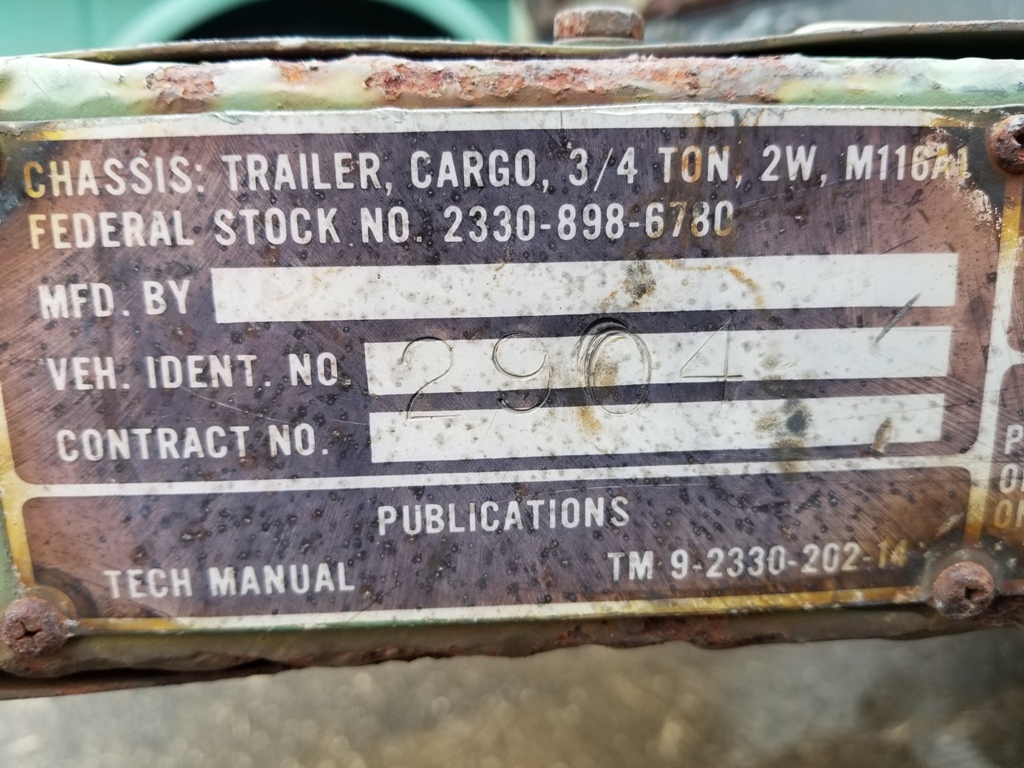 CHASSIS: TRAILER, CARGO, 3/4 TON, 2W, M116A1
FEDERAL STOCK NO. 2330-898-6780
MFD. BY
VEH. IDENT. NO. 2904
CONTRACT NO.
PUBLICATIONS
TECH MANUAL TM 9-2330-202-14